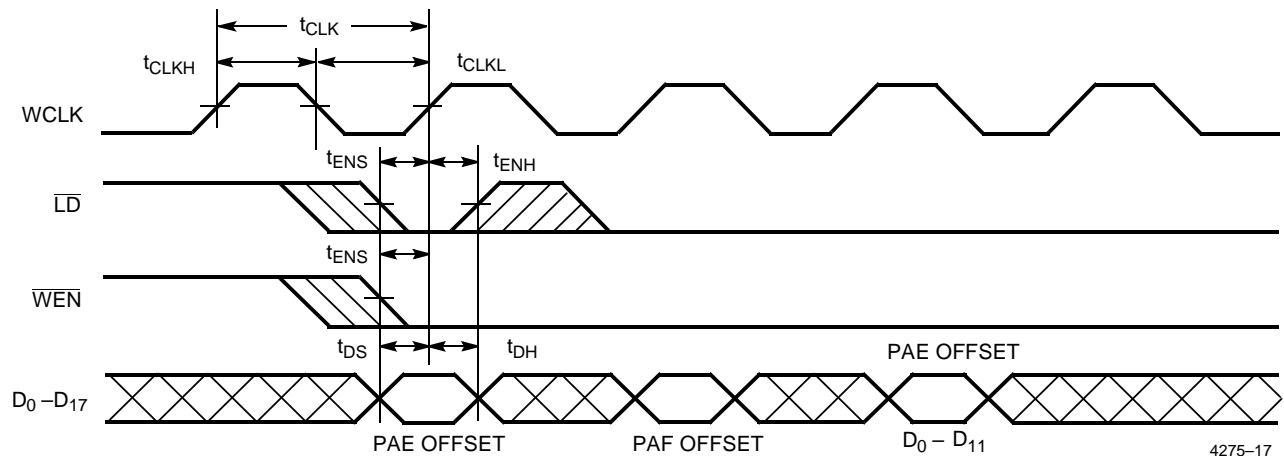 tCLK
tCLKH
tCLKL
WCLK
tENS
tENH
LD
tENS
WEN
tDS
tDH
PAE OFFSET
D0 –D17
PAE OFFSET
PAF OFFSET
D0 – D11
4275–17